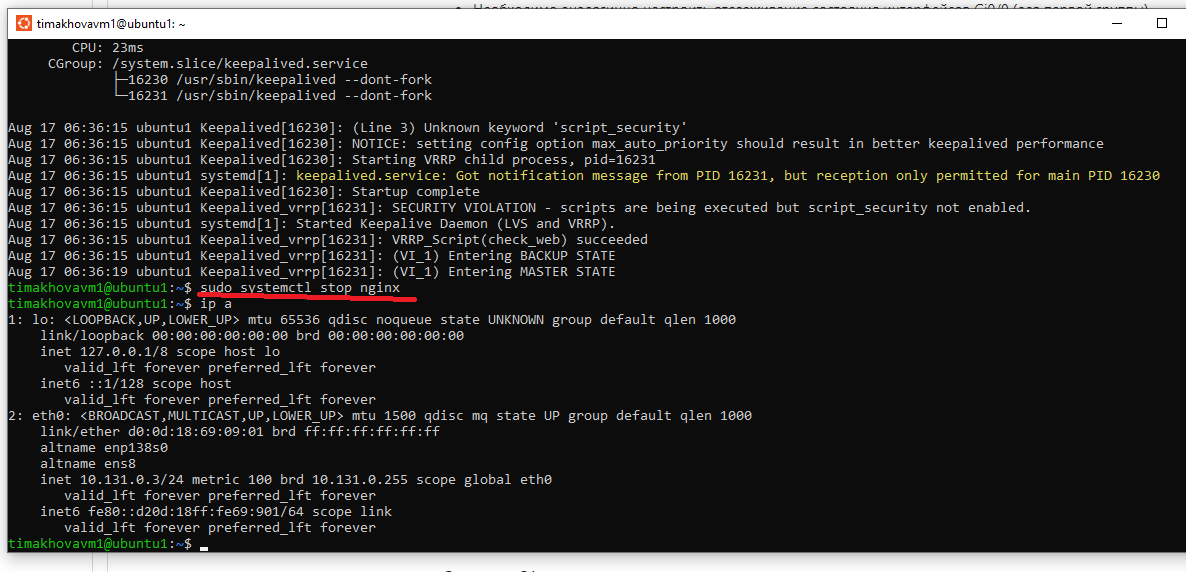 timakhovavm1@ubuntu1: ~
CPU: 23ms
CGroup: /system.slice/keepalived.service
├─16230 /usr/sbin/keepalived --dont-fork
└─16231 /usr/sbin/keepalived --dont-fork
Aug 17 06:36:15 ubuntu1 Keepalived[16230]: (Line 3) Unknown keyword 'script_security'
Aug 17 06:36:15 ubuntu1 Keepalived[16230]: NOTICE: setting config option max_auto_priority should result in better keepalived performance
Aug 17 06:36:15 ubuntu1 Keepalived[16230]: Starting VRRP child process, pid=16231
Aug 17 06:36:15 ubuntu1 systemd[1]: keepalived.service: Got notification message from PID 16231, but reception only permitted for main PID 16230
Aug 17 06:36:15 ubuntu1 Keepalived[16230]: Startup complete
Aug 17 06:36:15 ubuntu1 Keepalived_vrrp[16231]: SECURITY VIOLATION - scripts are being executed but script_security not enabled.
Aug 17 06:36:15 ubuntu1 systemd[1]: Started Keepalive Daemon (LVS and VRRP).
Aug 17 06:36:15 ubuntu1 Keepalived_vrrp[16231]: VRRP_Script(check_web) succeeded
Aug 17 06:36:15 ubuntu1 Keepalived_vrrp[16231]: (VI_1) Entering BACKUP STATE
Aug 17 06:36:19 ubuntu1 Keepalived_vrrp[16231]: (VI_1) Entering MASTER STATE
timakhovavm1@ubuntu1:~$ sudo systemctl stop nginx
timakhovavm1@ubuntu1:~$ ip a
1: lo: <LOOPBACK,UP,LOWER_UP> mtu 65536 qdisc noqueue state UNKNOWN group default qlen 1000
link/loopback 00:00:00:00:00:00 brd 00:00:00:00:00:00
inet 127.0.0.1/8 scope host lo
valid_lft forever preferred_lft forever
inet6 ::1/128 scope host
valid_lft forever preferred_lft forever
2: eth0: <BROADCAST,MULTICAST,UP,LOWER_UP> mtu 1500 qdisc mq state UP group default qlen 1000
link/ether d0:0d:18:69:09:01 brd ff:ff:ff:ff:ff:ff
altname enp138s0
altname ens8
inet 10.131.0.3/24 metric 100 brd 10.131.0.255 scope global eth0
valid_lft forever preferred_lft forever
inet6 fe80::d20d:18ff:fe69:901/64 scope link
valid_lft forever preferred_lft forever
timakhovavm1@ubuntu1:~$